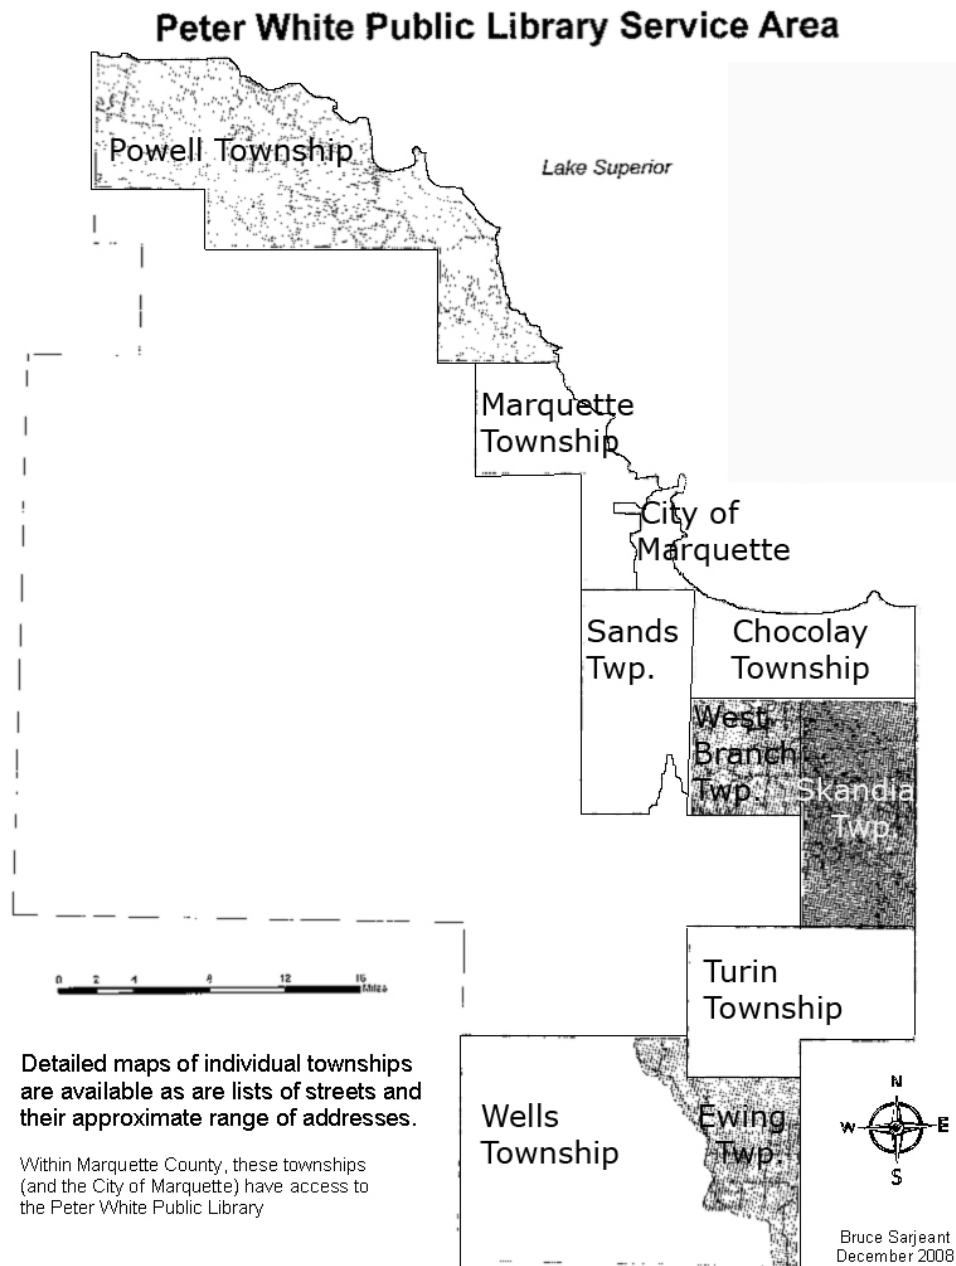 Peter White Public Library Service Area
Powell Township
Lake Superior
Marquette
Township
City of
Marquette
Sands
Twp.
Chocolay
Township
West
Branch
Twp.
Skandia
Twp.
Turin
Township
0 2 4 8 12 16
Miles
Detailed maps of individual townships
are available as are lists of streets and
their approximate range of addresses.
Wells
Township
Ewing
Twp.
N
W E
S
Within Marquette County, these townships
(and the City of Marquette) have access to
the Peter White Public Library
Bruce Sarjeant
December 2008